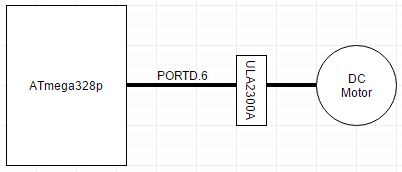 ATmega328p
PORTD.6
ULA2300A
DC
Motor